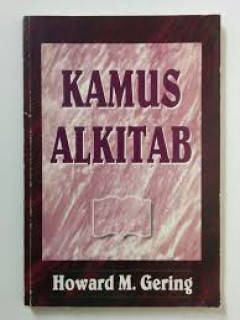 KAMUS
ALKITAB
Howard M. Gering